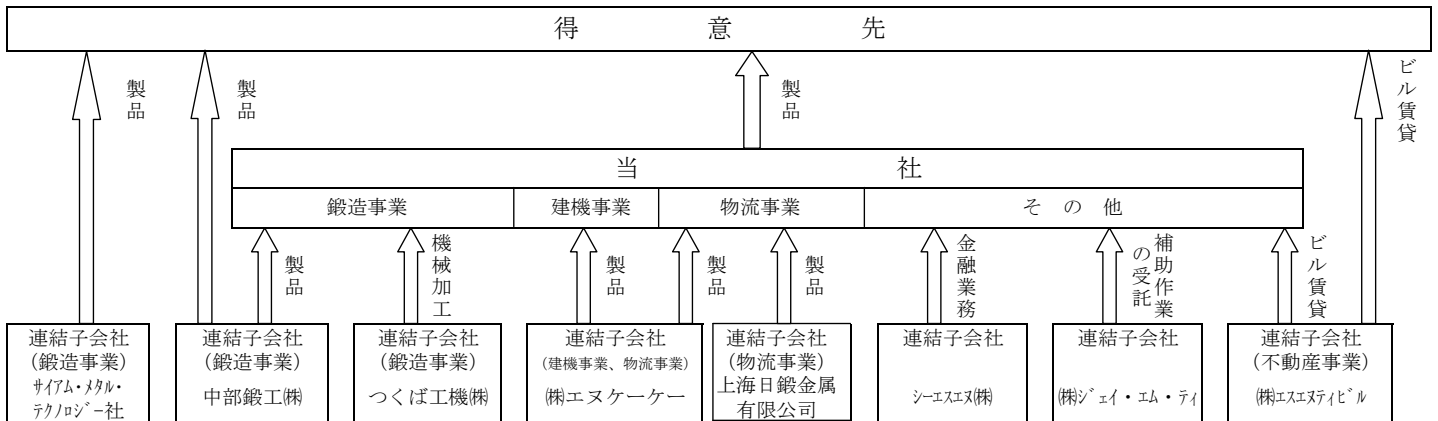 得意先
製品
製品
製品
ビル賃貸
当社
鍛造事業
建機事業
物流事業
その他
製品
機械加工
製品
製品
製品
金融業務
補助作業
の受託
ビル賃貸
連結子会社
(鍛造事業)
ｻｲｱﾑ・ﾒﾀﾙ・
ﾃｸﾉﾛｼﾞｰ社
連結子会社
(鍛造事業)
中部鍛工㈱
連結子会社
(鍛造事業)
つくば工機㈱
連結子会社
(建機事業、物流事業)
㈱エヌケーケー
連結子会社
(物流事業)
上海日鍛金属
有限公司
連結子会社
ｼｰｴｽｴﾇ㈱
連結子会社
㈱ｼﾞｪｲ・エム・ティ
連結子会社
(不動産事業)
㈱ｴｽｴﾇﾃｨﾋﾞﾙ